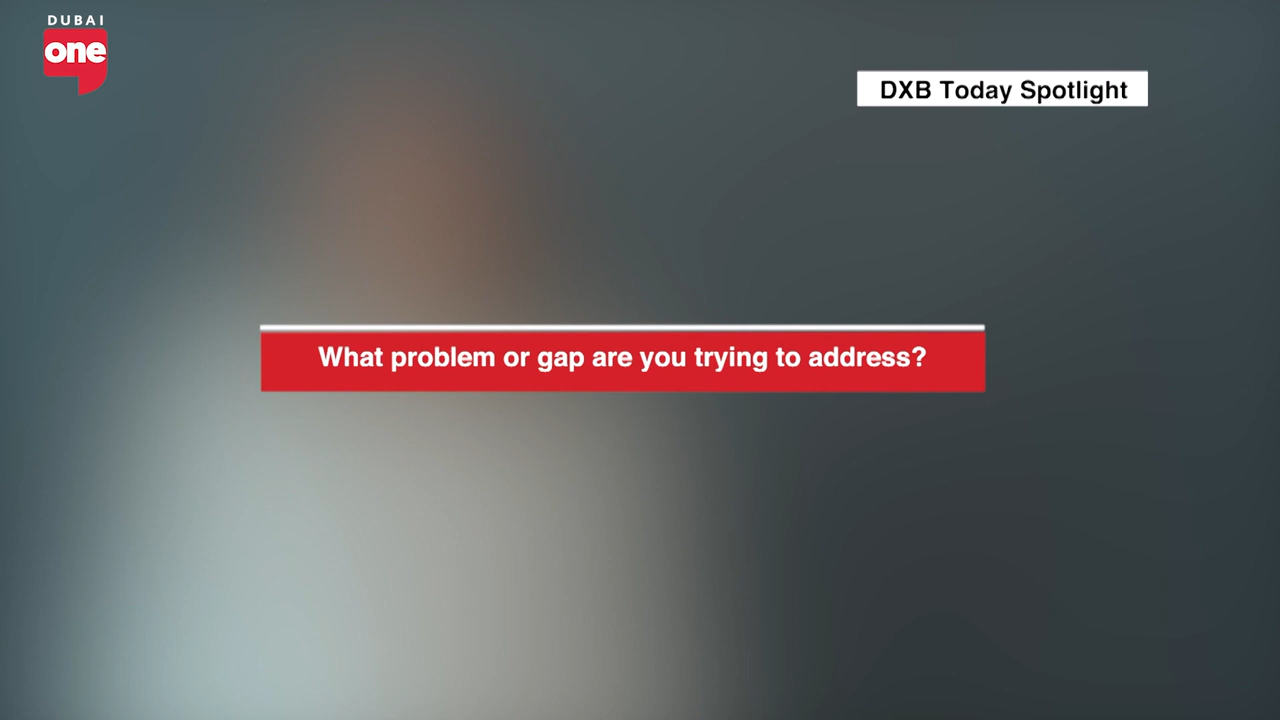 DUBAI
one
DXB Today Spotlight
What problem or gap are you trying to address?